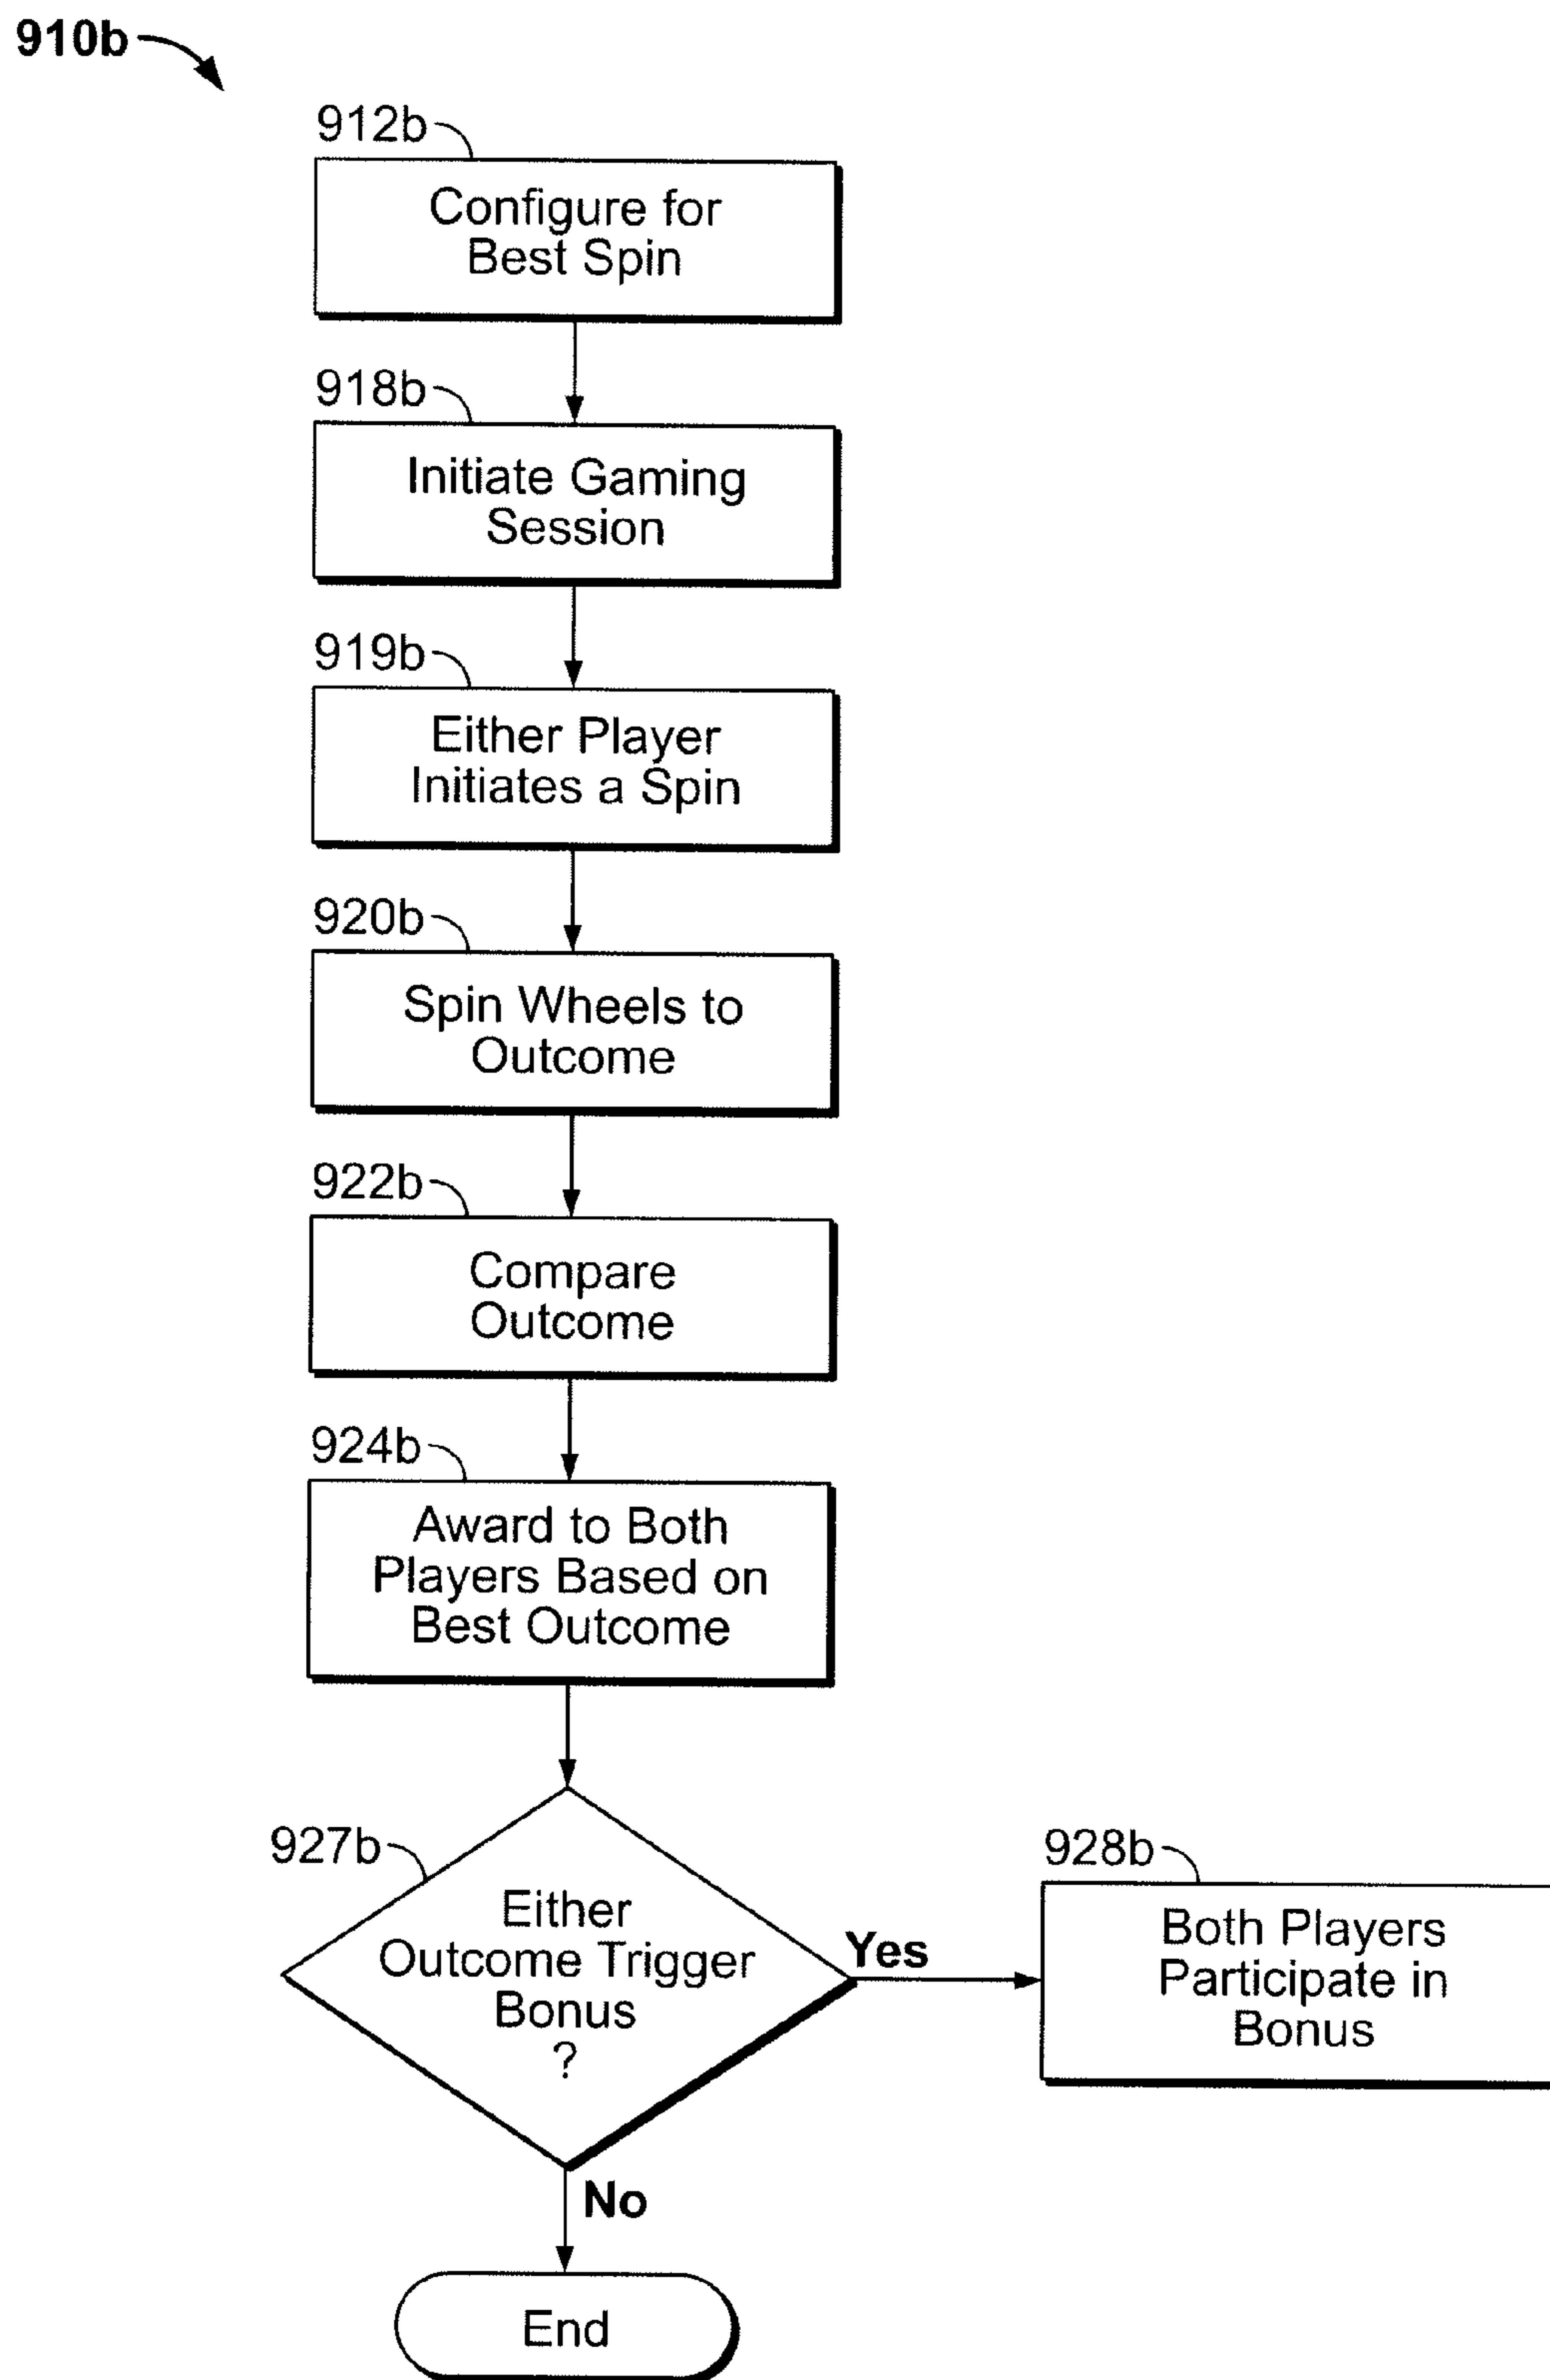 910b
912b
Configure for
Best Spin
918b
Initiate Gaming
Session
919b
Either Player
Initiates a Spin
920b
Spin Wheels to
Outcome
922b
Compare
Outcome
924b
Award to Both
Players Based on
Best Outcome
927b
Either
Outcome Trigger
Bonus
?
Yes
928b
Both Players
Participate in
Bonus
No
End